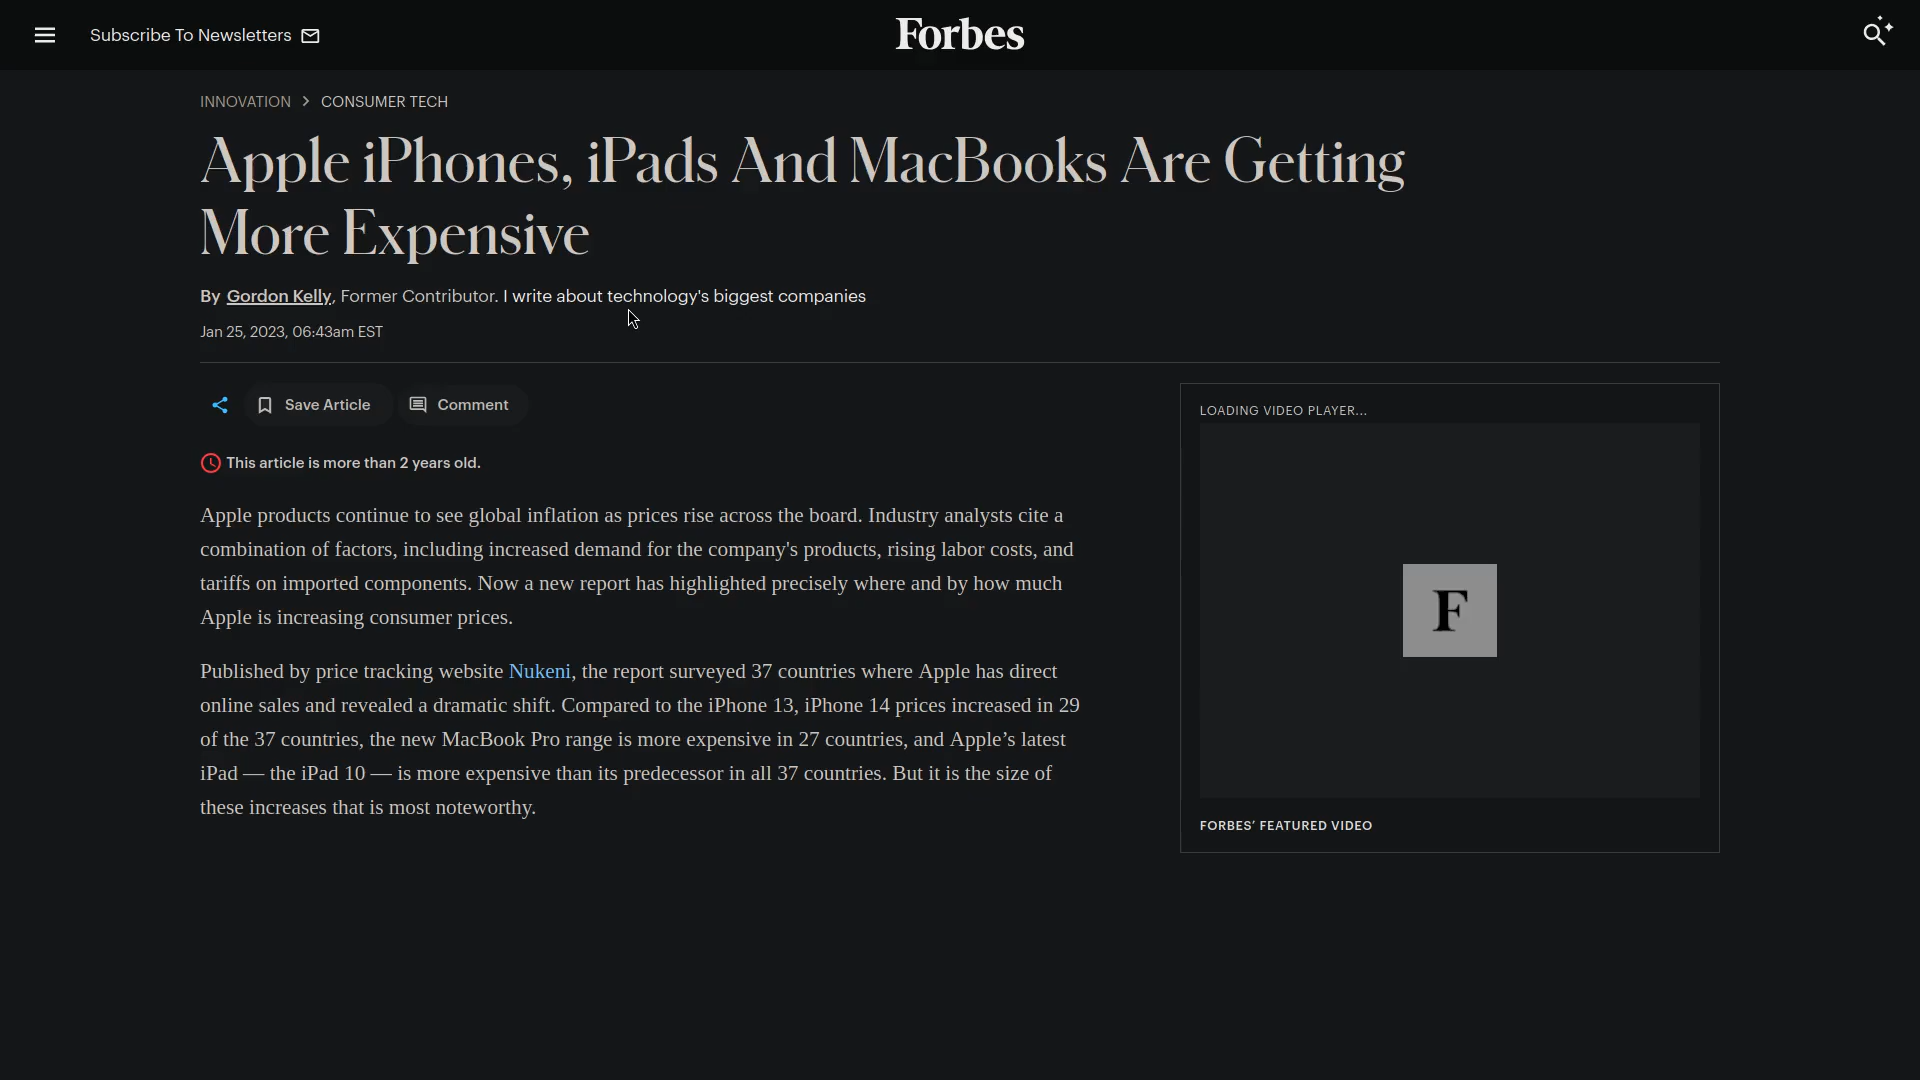 Subscribe To Newsletters
Forbes
INNOVATION > CONSUMER TECH
Apple iPhones, iPads And MacBooks Are Getting
More Expensive
By Gordon Kelly, Former Contributor. I write about technology's biggest companies
Jan 25, 2023, 06:43am EST
Save Article
Comment
This article is more than 2 years old.
Apple products continue to see global inflation as prices rise across the board. Industry analysts cite a
combination of factors, including increased demand for the company's products, rising labor costs, and
tariffs on imported components. Now a new report has highlighted precisely where and by how much
Apple is increasing consumer prices.
Published by price tracking website Nukeni, the report surveyed 37 countries where Apple has direct
online sales and revealed a dramatic shift. Compared to the iPhone 13, iPhone 14 prices increased in 29
of the 37 countries, the new MacBook Pro range is more expensive in 27 countries, and Apple’s latest
iPad — the iPad 10 — is more expensive than its predecessor in all 37 countries. But it is the size of
these increases that is most noteworthy.
LOADING VIDEO PLAYER...
F
FORBES’ FEATURED VIDEO